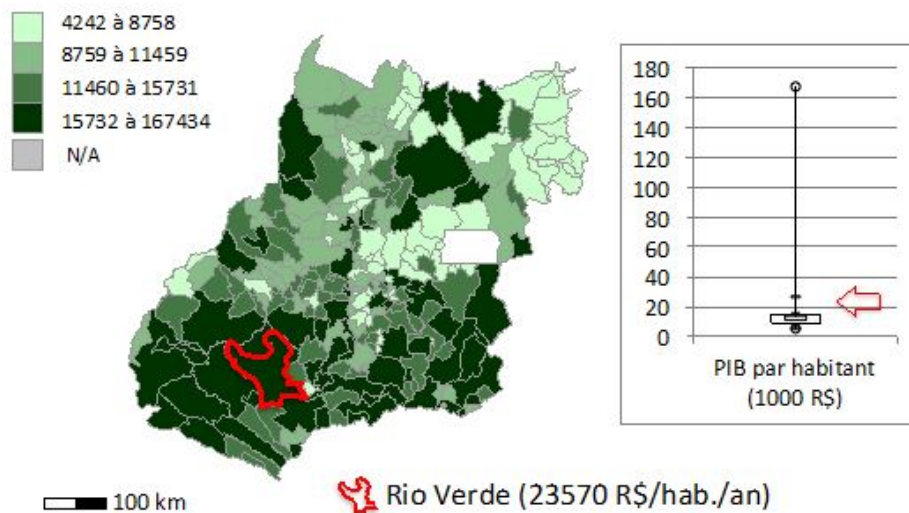 4242 à 8758
8759 à 11459
11460 à 15731
15732 à 167434
N/A
180
160
140
120
100
80
60
40
20
0
PIB par habitant
(1000 R$)
100 km
Rio Verde (23570 R$/hab./an)